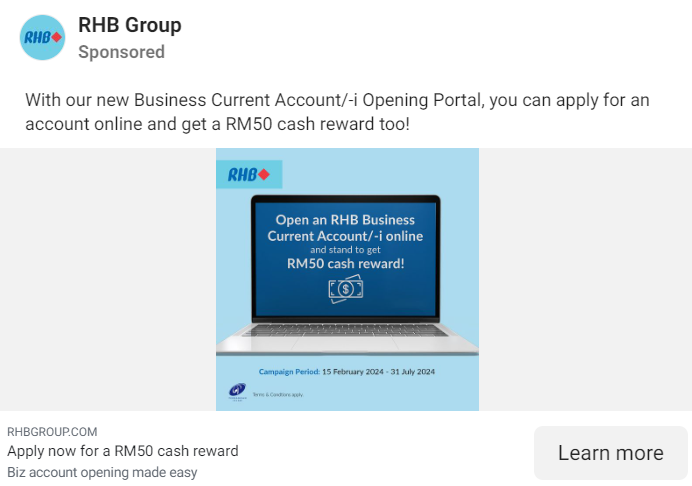 RHB
RHB Group
Sponsored
With our new Business Current Account/-i Opening Portal, you can apply for an
account online and get a RM50 cash reward too!
RHB
Open an RHB Business
Current Account/-i online
and stand to get
RM50 cash reward!
$
Campaign Period: 15 February 2024 - 31 July 2024
Terms & Conditions apply.
RHBGROUP.COM
Apply now for a RM50 cash reward
Biz account opening made easy
Learn more